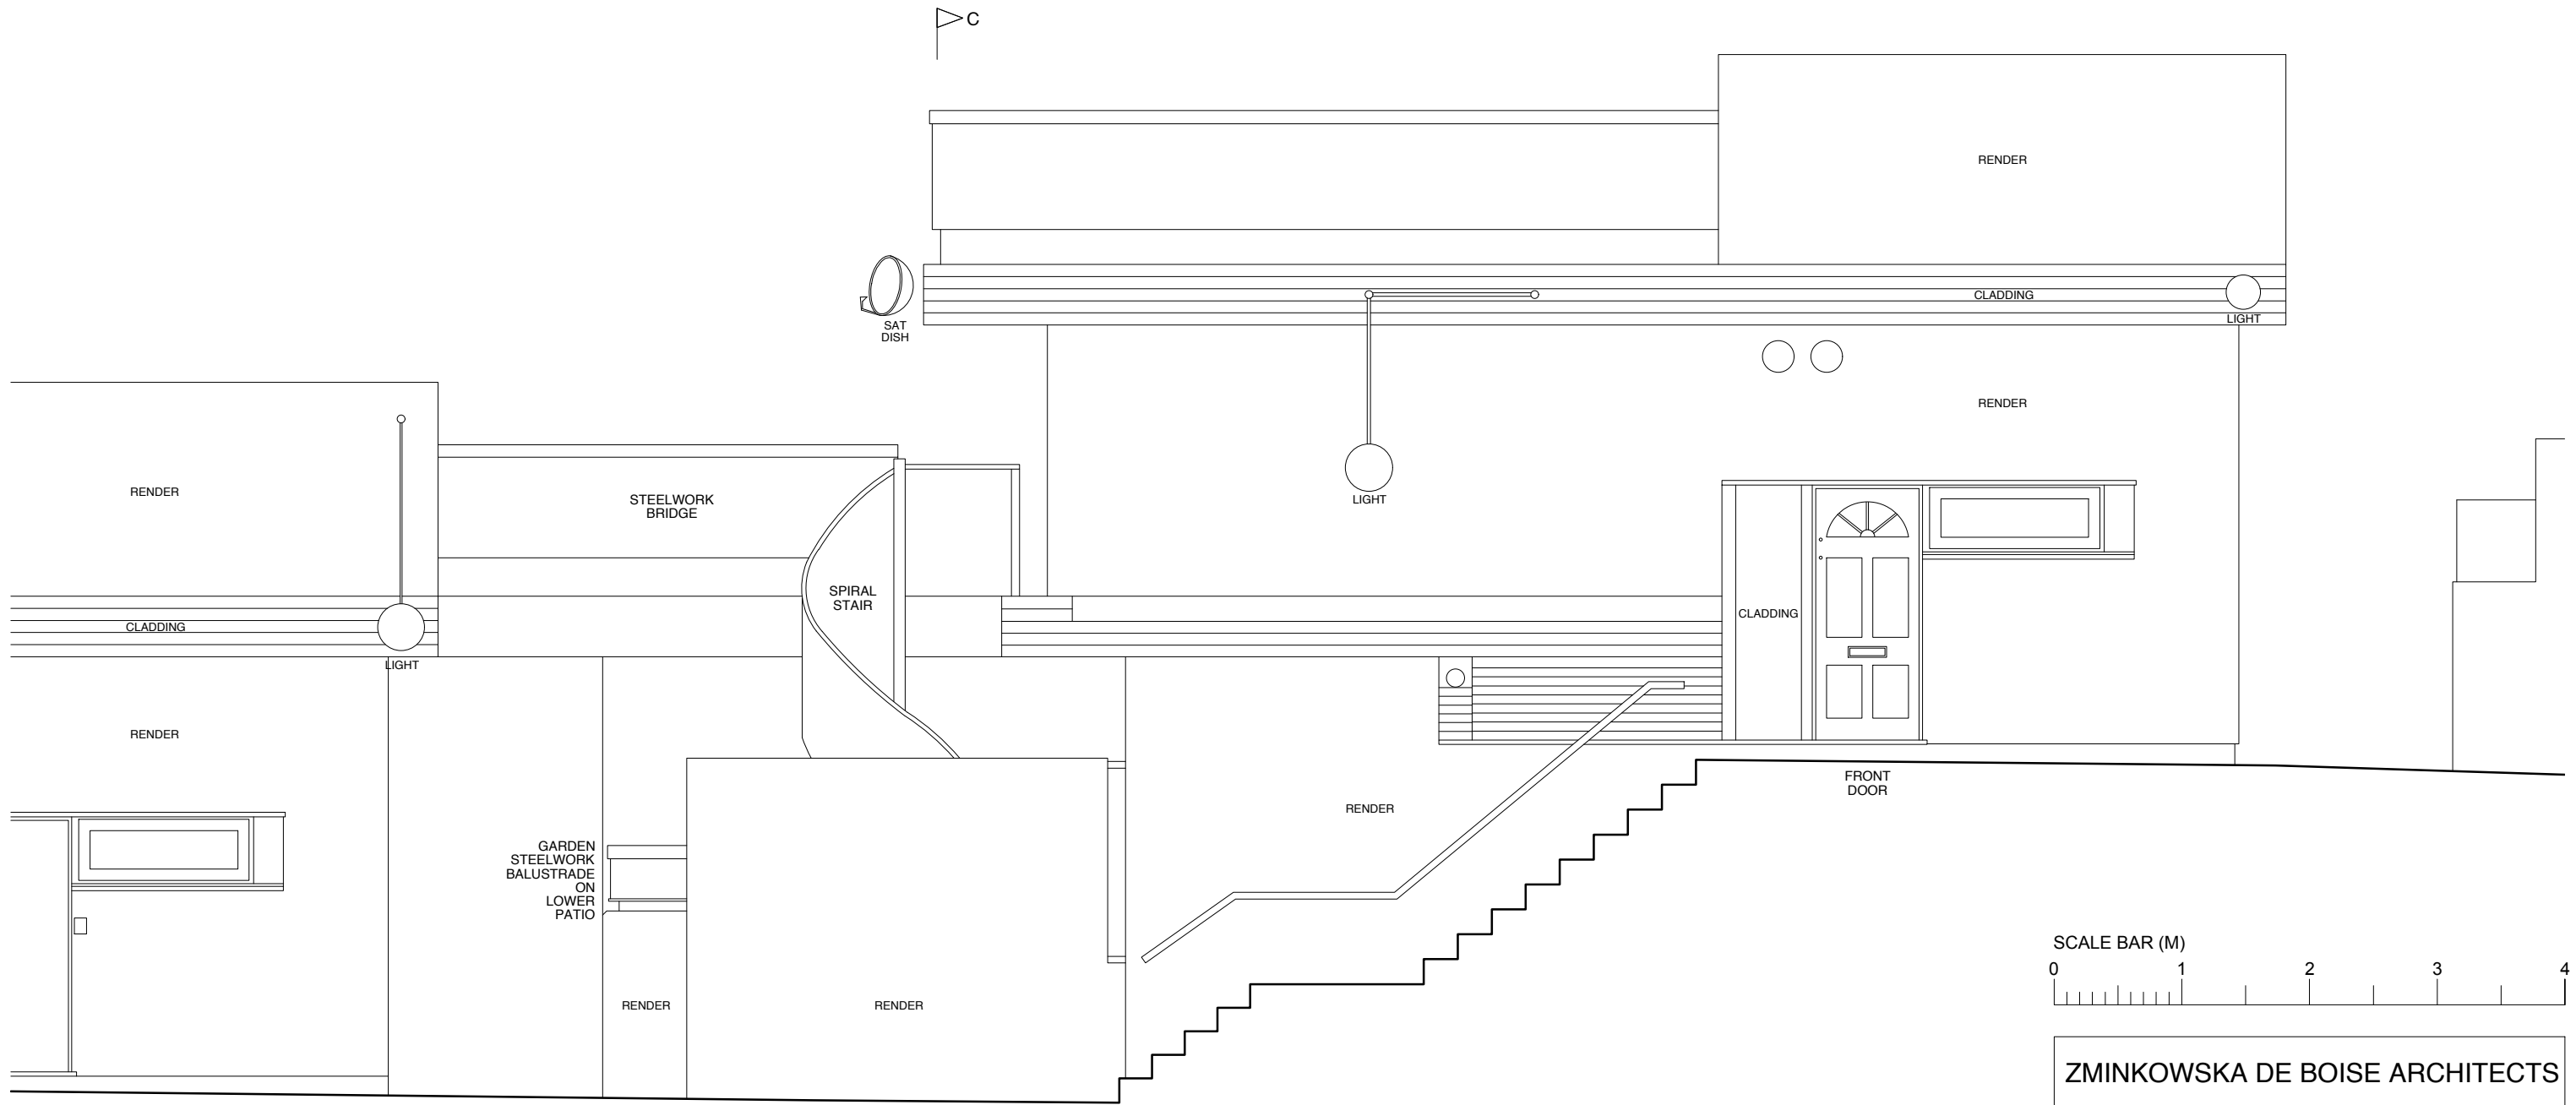 C
RENDER
SAT
DISH
CLADDING
LIGHT
RENDER
RENDER
STEELWORK
BRIDGE
LIGHT
SPIRAL
STAIR
CLADDING
CLADDING
LIGHT
RENDER
FRONT
DOOR
RENDER
GARDEN
STEELWORK
BALUSTRADE
ON
LOWER
PATIO
RENDER
RENDER
SCALE BAR (M)
0 1 2 3 4
ZMINKOWSKA DE BOISE ARCHITECTS